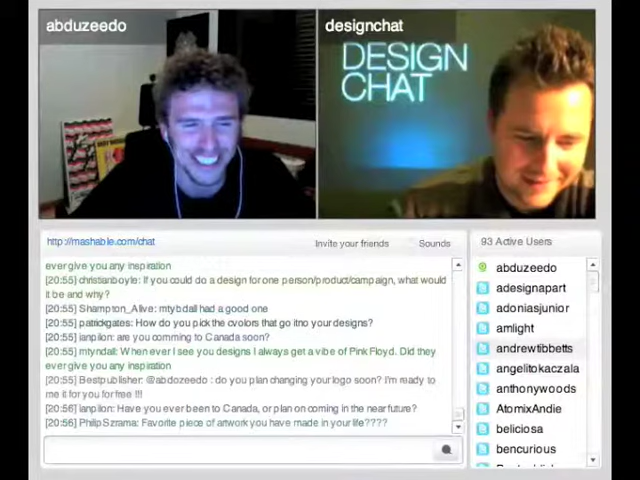 abduzeedo
designchat
DESIGN
CHAT
http://mashable.com/chat
Invite your friends
Sounds
93 Active Users
ever give you any inspiration
[20:55] christianboyle: If you could do a design for one person/product/campaign, what would
it be and why?
[20:55] Shampton_Alive: mtybdall had a good one
[20:55] patrickgates: How do you pick the cvolors that go itno your designs?
[20:55] ianpilon: are you comming to Canada soon?
[20:55] mtyndall: When ever I see you designs I always get a vibe of Pink Floyd. Did they
ever give you any inspiration
[20:55] Bestpublisher: @abdozeedo : do you plan changing your logo soon? I'm ready to
me it for you for free !!!
[20:56] ianpilon: Have you ever been to Canada, or plan on coming in the near future?
[20:56] PhilipSzrama: Favorite piece of artwork you have made in your life????
abduzeedo
adesignapart
adoniasjunior
amlight
andrewtibbetts
angelitokaczala
anthonywoods
AtomixAndie
beliciosa
bencurious